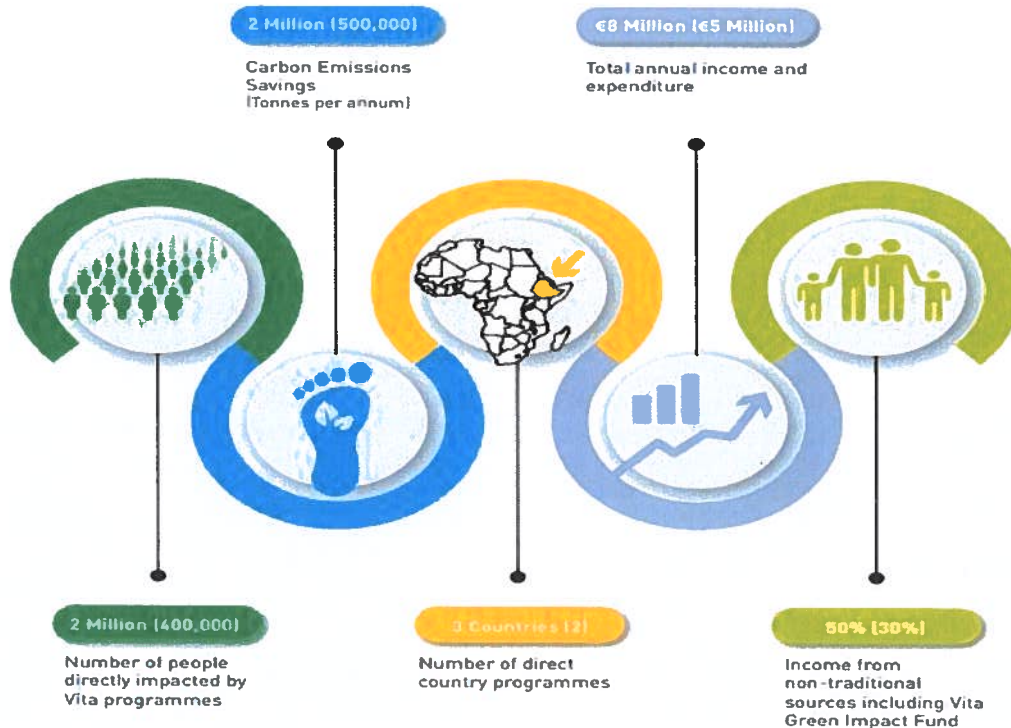 2 Million (500,000)
Carbon Emissions
Savings
(Tonnes per annum)
€8 Million (€5 Million)
Total annual income and
expenditure
2 Million (400,000)
Number of people
directly impacted by
Vita programmes
3 Countries (2)
Number of direct
country programmes
50% (30%)
Income from
non-traditional
sources including Vita
Green Impact Fund